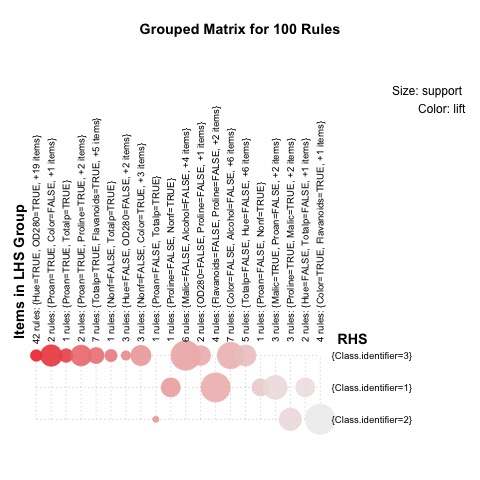 Grouped Matrix for 100 Rules
Size: support
Color: lift
Items in LHS Group
42 rules: {Hue=TRUE, OD280=TRUE, +19 items}
2 rules: {Proan=TRUE, Color=FALSE, +1 items}
1 rules: {Proan=TRUE, Totalp=TRUE}
2 rules: {Proan=TRUE, Proline=TRUE, +2 items}
7 rules: {Totalp=TRUE, Flavanoids=TRUE, +5 items}
1 rules: {Nonf=FALSE, Totalp=TRUE}
3 rules: {Hue=FALSE, OD280=FALSE, +2 items}
3 rules: {Nonf=FALSE, Color=TRUE, +3 items}
1 rules: {Proan=FALSE, Totalp=TRUE}
1 rules: {Proline=FALSE, Nonf=TRUE}
6 rules: {Malic=FALSE, Alcohol=FALSE, +4 items}
2 rules: {OD280=FALSE, Proline=FALSE, +1 items}
4 rules: {Flavanoids=FALSE, Proline=FALSE, +2 items}
7 rules: {Color=FALSE, Alcohol=FALSE, +6 items}
5 rules: {Totalp=FALSE, Hue=FALSE, +6 items}
1 rules: {Proan=FALSE, Nonf=TRUE}
3 rules: {Malic=TRUE, Proan=FALSE, +2 items}
3 rules: {Proline=TRUE, Malic=TRUE, +2 items}
2 rules: {Hue=FALSE, Totalp=FALSE, +1 items}
4 rules: {Color=TRUE, Flavanoids=TRUE, +1 items}
RHS
{Class.identifier=3}
{Class.identifier=1}
{Class.identifier=2}